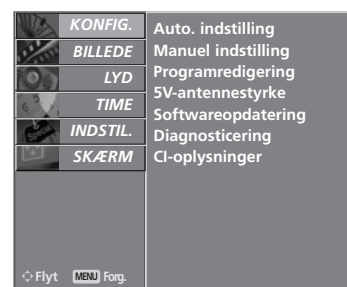 KONFIG.
BILLEDE
LYD
TIME
INDSTIL.
SKÆRM
Auto. indstilling
Manuel indstilling
Programredigering
5V-antennestyrke
Softwareopdatering
Diagnosticering
CI-oplysninger
Flyt MENU Forg.